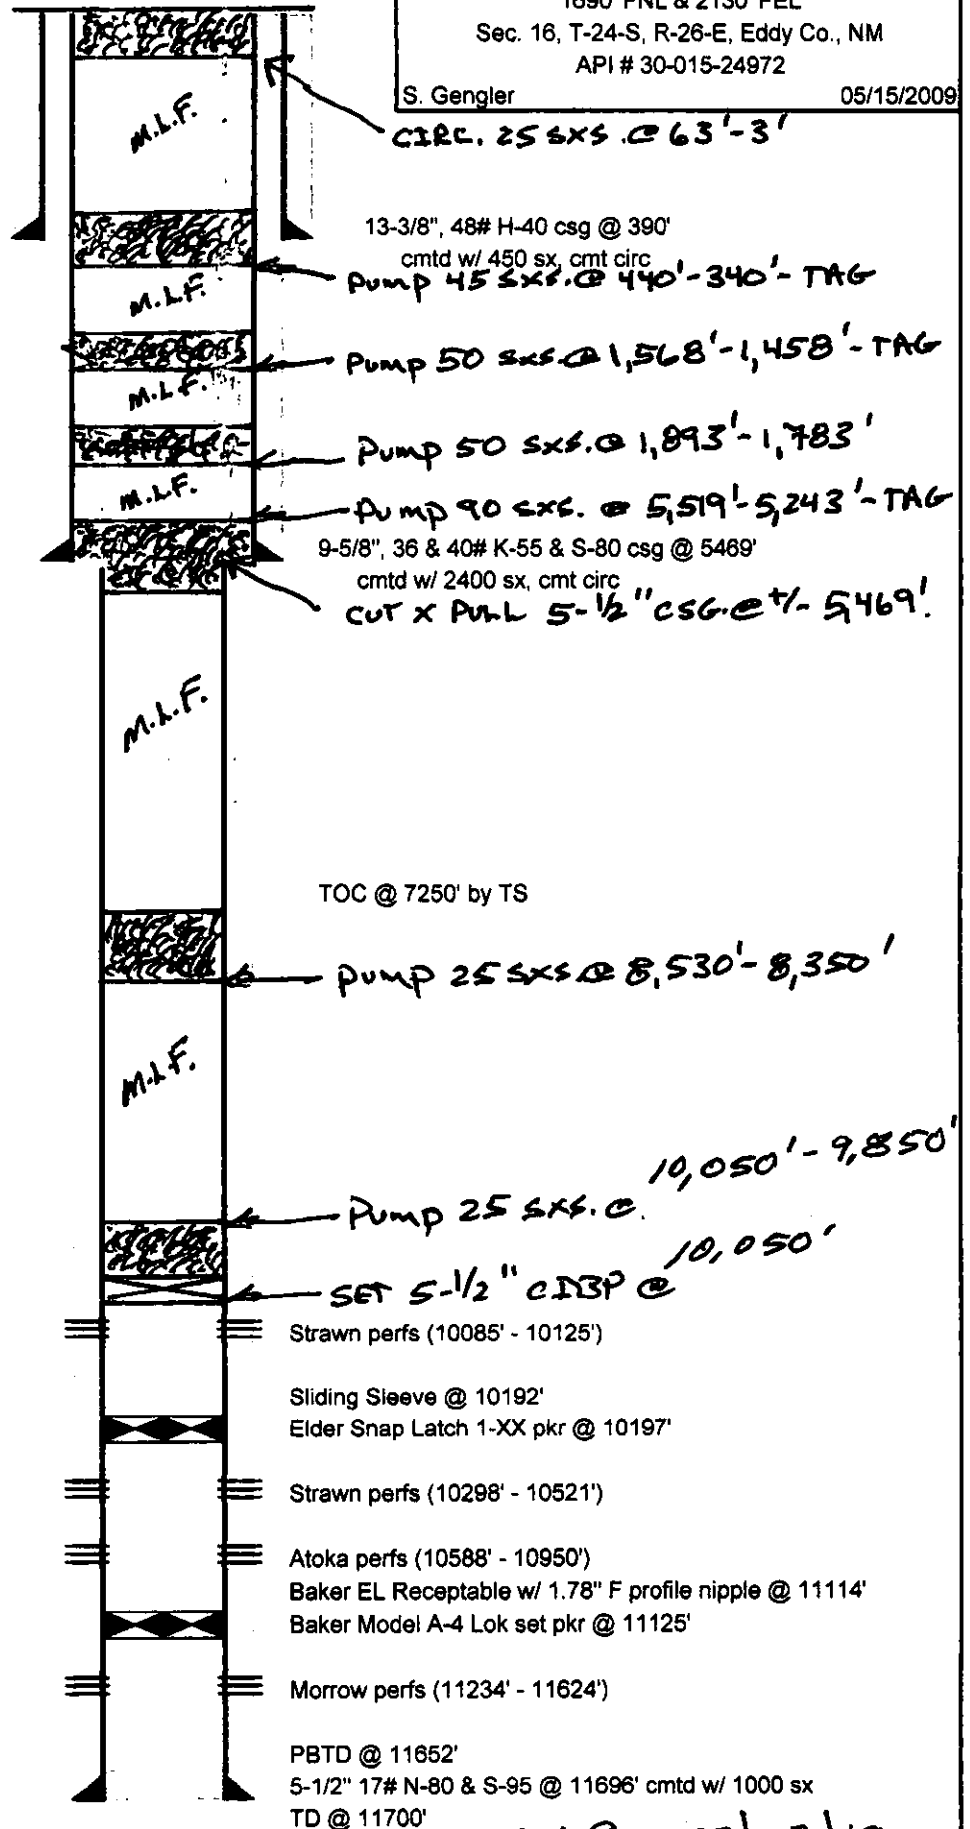 1690' FNL & 2130' FEL
Sec. 16, T-24-S, R-26-E, Eddy Co., NM
API # 30-015-24972
S. Gengler 05/15/2009
M.L.F.
CIRC. 25 SXS. @ 63'-3'
13-3/8", 48# H-40 csg @ 390'
cmtd w/ 450 sx, cmt circ
Pump 45 SXS. @ 440'-340'- TAG
M.L.F.
Pump 50 SXS. @ 1,568'-1,458'- TAG
M.L.F.
Pump 50 SXS. @ 1,893'-1,783'
M.L.F.
Pump 90 SXS. @ 5,519'-5,243'- TAG
9-5/8", 36 & 40# K-55 & S-80 csg @ 5469'
cmtd w/ 2400 sx, cmt circ
CUT X PULL 5-1/2" CSG. @ +/- 5,469'.
M.L.F.
TOC @ 7250' by TS
Pump 25 SXS @ 8,530'- 8,350'
M.L.F.
Pump 25 SXS. @. 10,050'- 9,850'
SET 5-1/2" CIBP @ 10,050'
Strawn perfs (10085' - 10125')
Sliding Sleeve @ 10192'
Elder Snap Latch 1-XX pkr @ 10197'
Strawn perfs (10298' - 10521')
Atoka perfs (10588' - 10950')
Baker EL Receptable w/ 1.78" F profile nipple @ 11114'
Baker Model A-4 Lok set pkr @ 11125'
Morrow perfs (11234' - 11624')
PBTD @ 11652'
5-1/2" 17# N-80 & S-95 @ 11696' cmtd w/ 1000 sx
TD @ 11700'